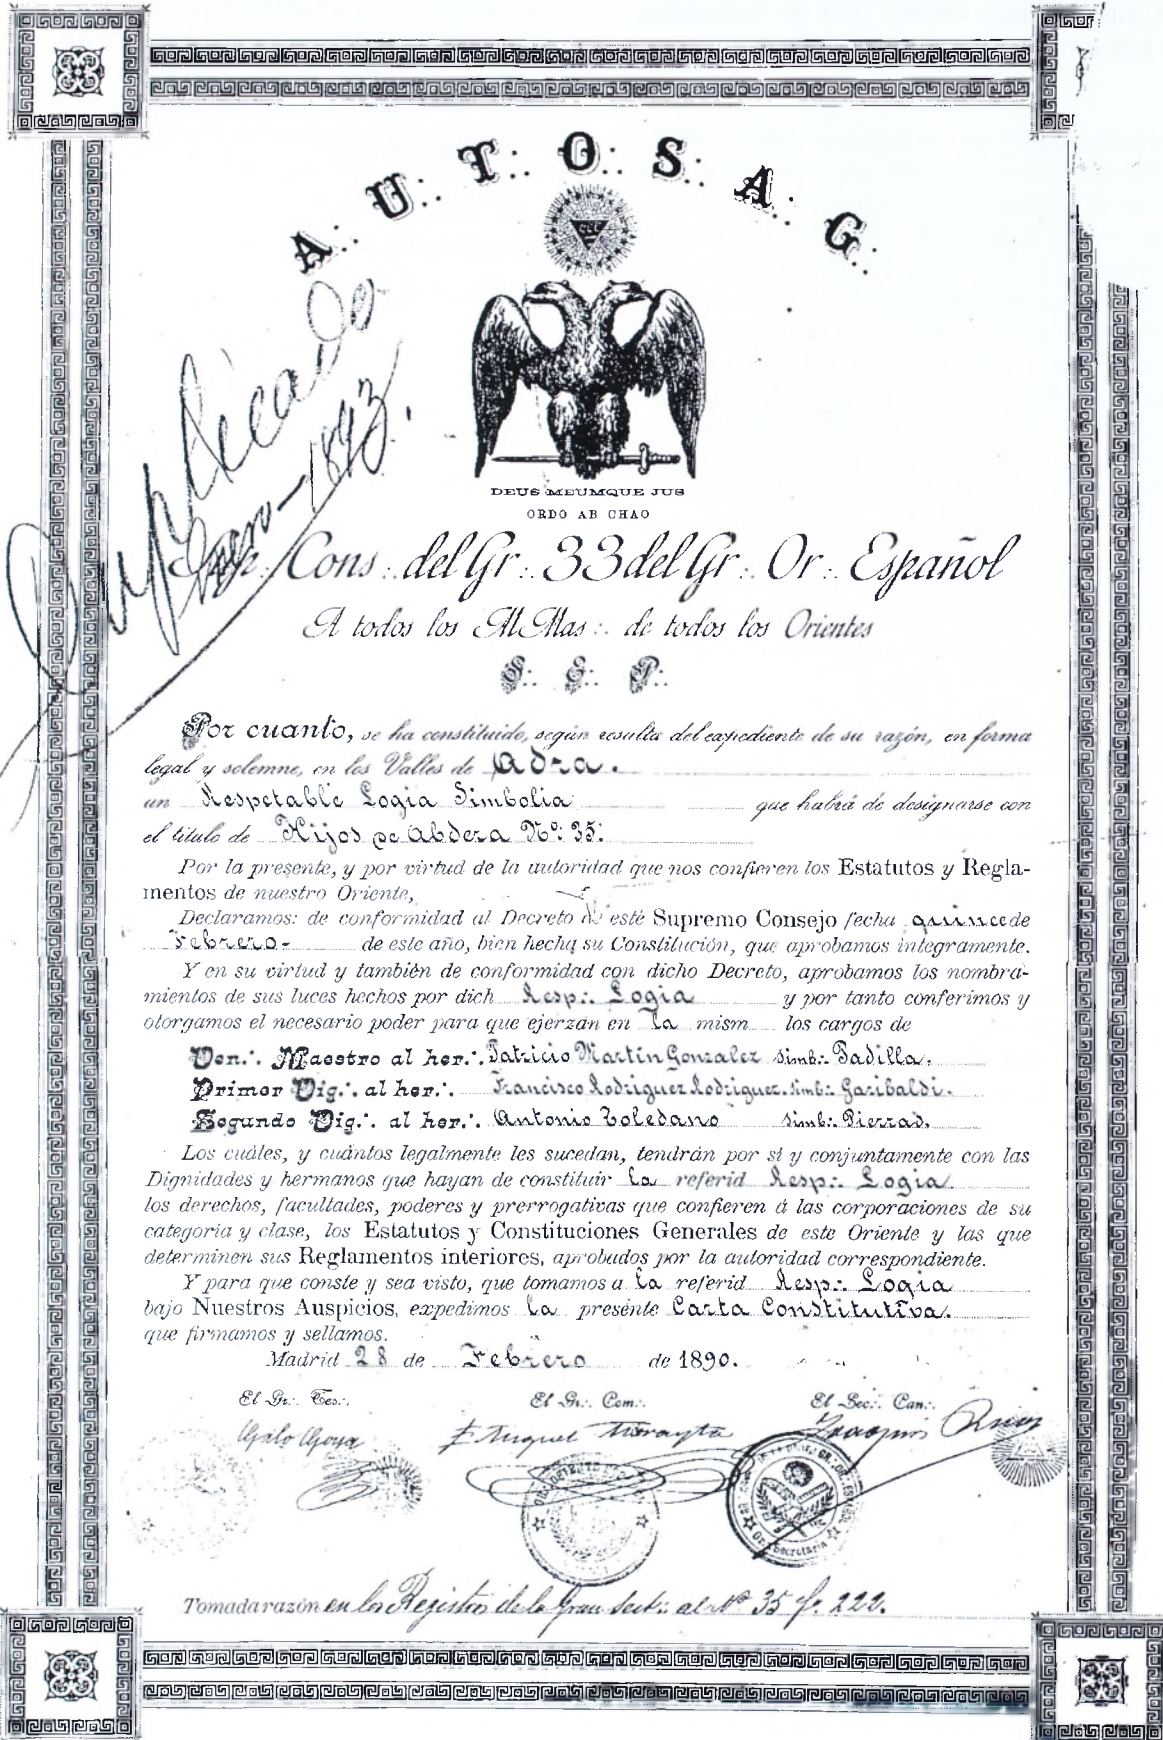 A.·. U.·. T.·. O.·. S.·. A.·. G.·.
DEUS MEUMQUE JUS
ORDO AB CHAO
Duplicado
1893.
Cons.·. del Gr.·. 33 del Gr.·. Or.·. Español
A todos los MMas.·. de todos los Orientes
S.·. E.·. P.·.
Por cuanto, se ha constituido, según resulta del expediente de su razón, en forma
legal y solemne, en los Valles de Adra.
un Respetable Logia Simbolia que habrá de designarse con
el título de Hijos de Abdera Nº 35.
Por la presente, y por virtud de la autoridad que nos confieren los Estatutos y Regla-
mentos de nuestro Oriente,
Declaramos: de conformidad al Decreto de este Supremo Consejo fecha quince de
Febrero- de este año, bien hecha su Constitución, que aprobamos íntegramente.
Y en su virtud y también de conformidad con dicho Decreto, aprobamos los nombra-
mientos de sus luces hechos por dich Resp.·. Logia y por tanto conferimos y
otorgamos el necesario poder para que ejerzan en la mism los cargos de
Ven.·. Maestro al her.·. Patricio Martín Gonzalez Simb.·. Padilla.
Primer Vig.·. al her.·. Francisco Rodriguez Rodriguez. Simb.·. Garibaldi.
Segundo Vig.·. al her.·. Antonio Toledano Simb.·. Pierrad.
Los cuáles, y cuántos legalmente les sucedan, tendrán por sí y conjuntamente con las
Dignidades y hermanos que hayan de constituir la referid Resp.·. Logia.
los derechos, facultades, poderes y prerrogativas que confieren á las corporaciones de su
categoría y clase, los Estatutos y Constituciones Generales de este Oriente y las que
determinen sus Reglamentos interiores, aprobados por la autoridad correspondiente.
Y para que conste y sea visto, que tomamos a la referid Resp.·. Logia
bajo Nuestros Auspicios, expedimos la presente Carta Constitutiva.
que firmamos y sellamos.
Madrid 28 de Febrero de 1890.
El Gr.·. Tes.·. El Gr.·. Com.·. El Sec.·. Can.·.
Galo Goya Miguel Morayta Joaquín Ruiz
Tomada razón en los Registros de la Gran Sect.·. al Nº 35 f. 222.